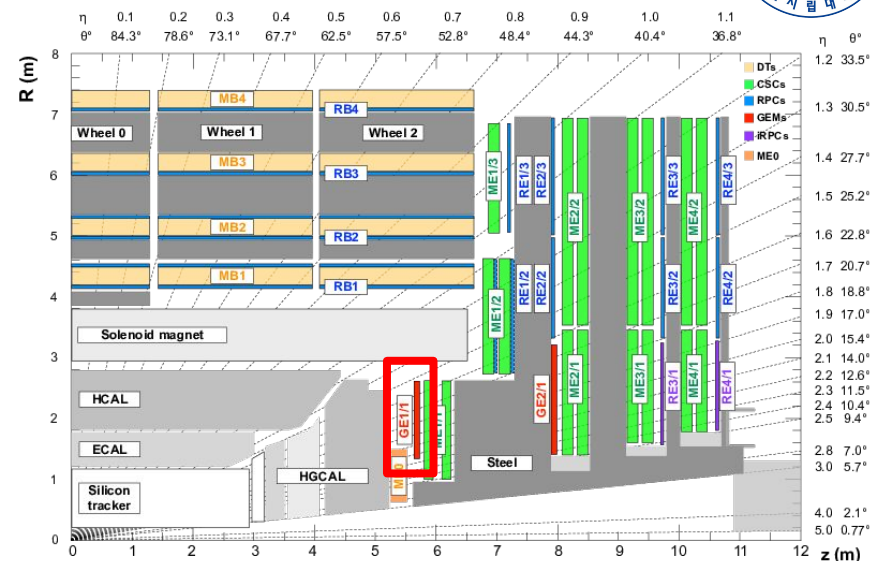 η 0.1 0.2 0.3 0.4 0.5 0.6 0.7 0.8 0.9 1.0 1.1
θ° 84.3° 78.6° 73.1° 67.7° 62.5° 57.5° 52.8° 48.4° 44.3° 40.4° 36.8°
η θ°
R (m)
8
7
6
5
4
3
2
1
0
1.2 33.5°
1.3 30.5°
1.4 27.7°
1.5 25.2°
1.6 22.8°
1.7 20.7°
1.8 18.8°
1.9 17.0°
2.0 15.4°
2.1 14.0°
2.2 12.6°
2.3 11.5°
2.4 10.4°
2.5 9.4°
2.8 7.0°
3.0 5.7°
4.0 2.1°
5.0 0.77°
DTs
CSCs
RPCs
GEMs
iRPCs
ME0
MB4
RB4
Wheel 0
Wheel 1
Wheel 2
MB3
RB3
MB2
RB2
MB1
RB1
Solenoid magnet
HCAL
ECAL
Silicon
tracker
HGCAL
Steel
GE1/1
ME1/3
ME1/2
RE1/3
RE2/3
RE1/2
RE2/2
GE2/1
ME2/2
ME2/1
ME3/2
ME3/1
RE3/3
RE3/2
RE3/1
ME4/2
ME4/1
RE4/3
RE4/2
RE4/1
0 1 2 3 4 5 6 7 8 9 10 11 12
z (m)